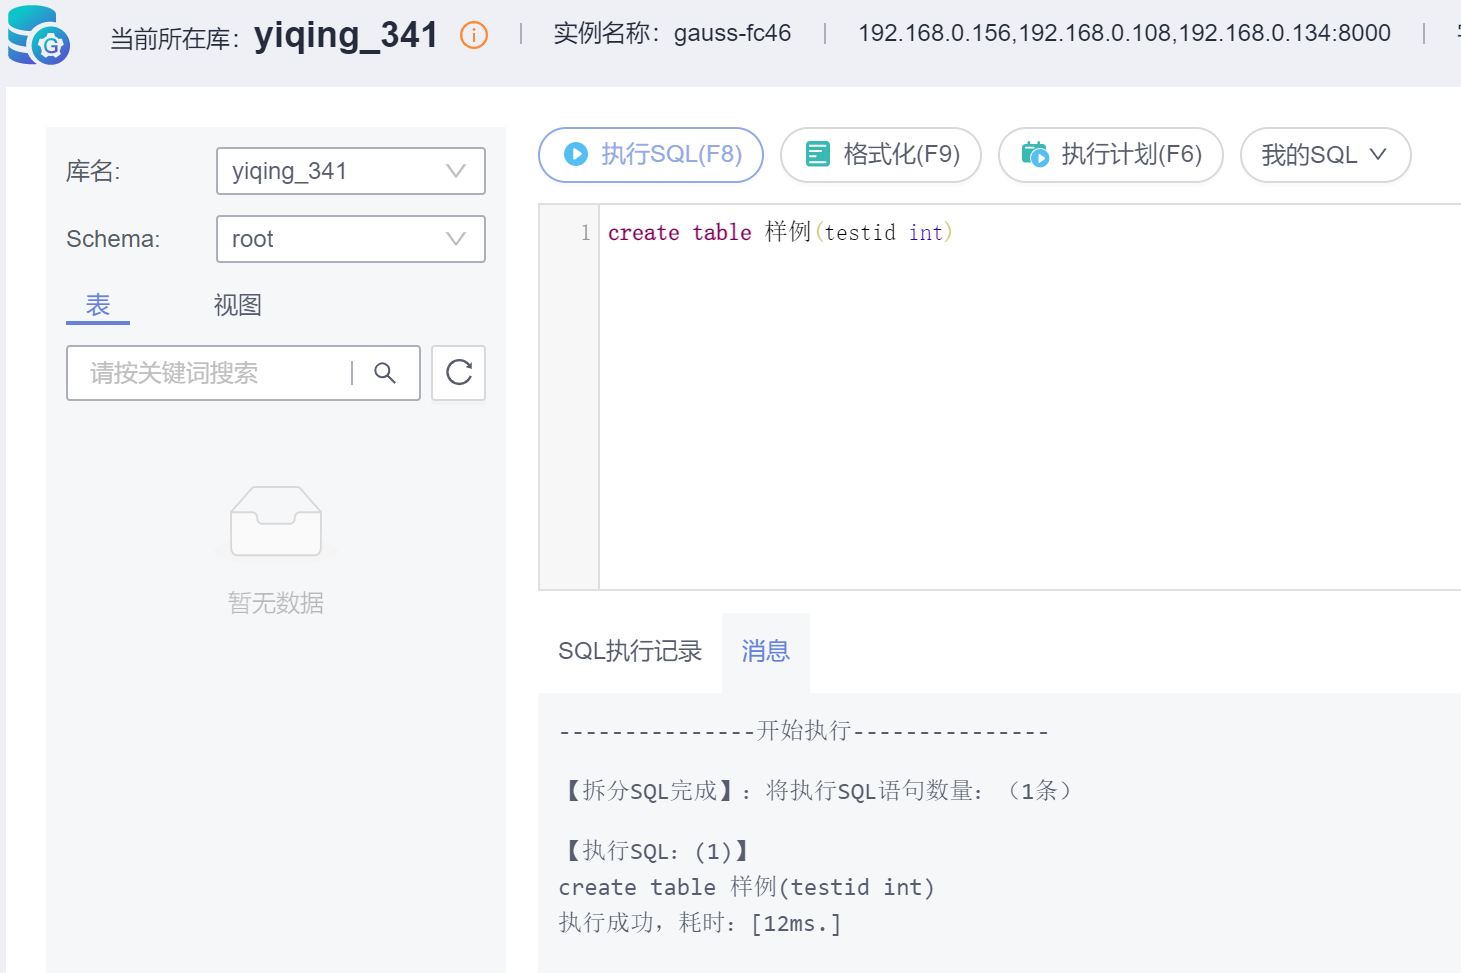 当前所在库：yiqing_341 | 实例名称：gauss-fc46 | 192.168.0.156,192.168.0.108,192.168.0.134:8000 |
库名: yiqing_341
Schema: root
表 视图
请按关键词搜索
暂无数据
执行SQL(F8) 格式化(F9) 执行计划(F6) 我的SQL
1 create table 样例(testid int)
SQL执行记录 消息
---------------开始执行---------------
【拆分SQL完成】：将执行SQL语句数量：（1条）
【执行SQL：(1)】
create table 样例(testid int)
执行成功，耗时：[12ms.]